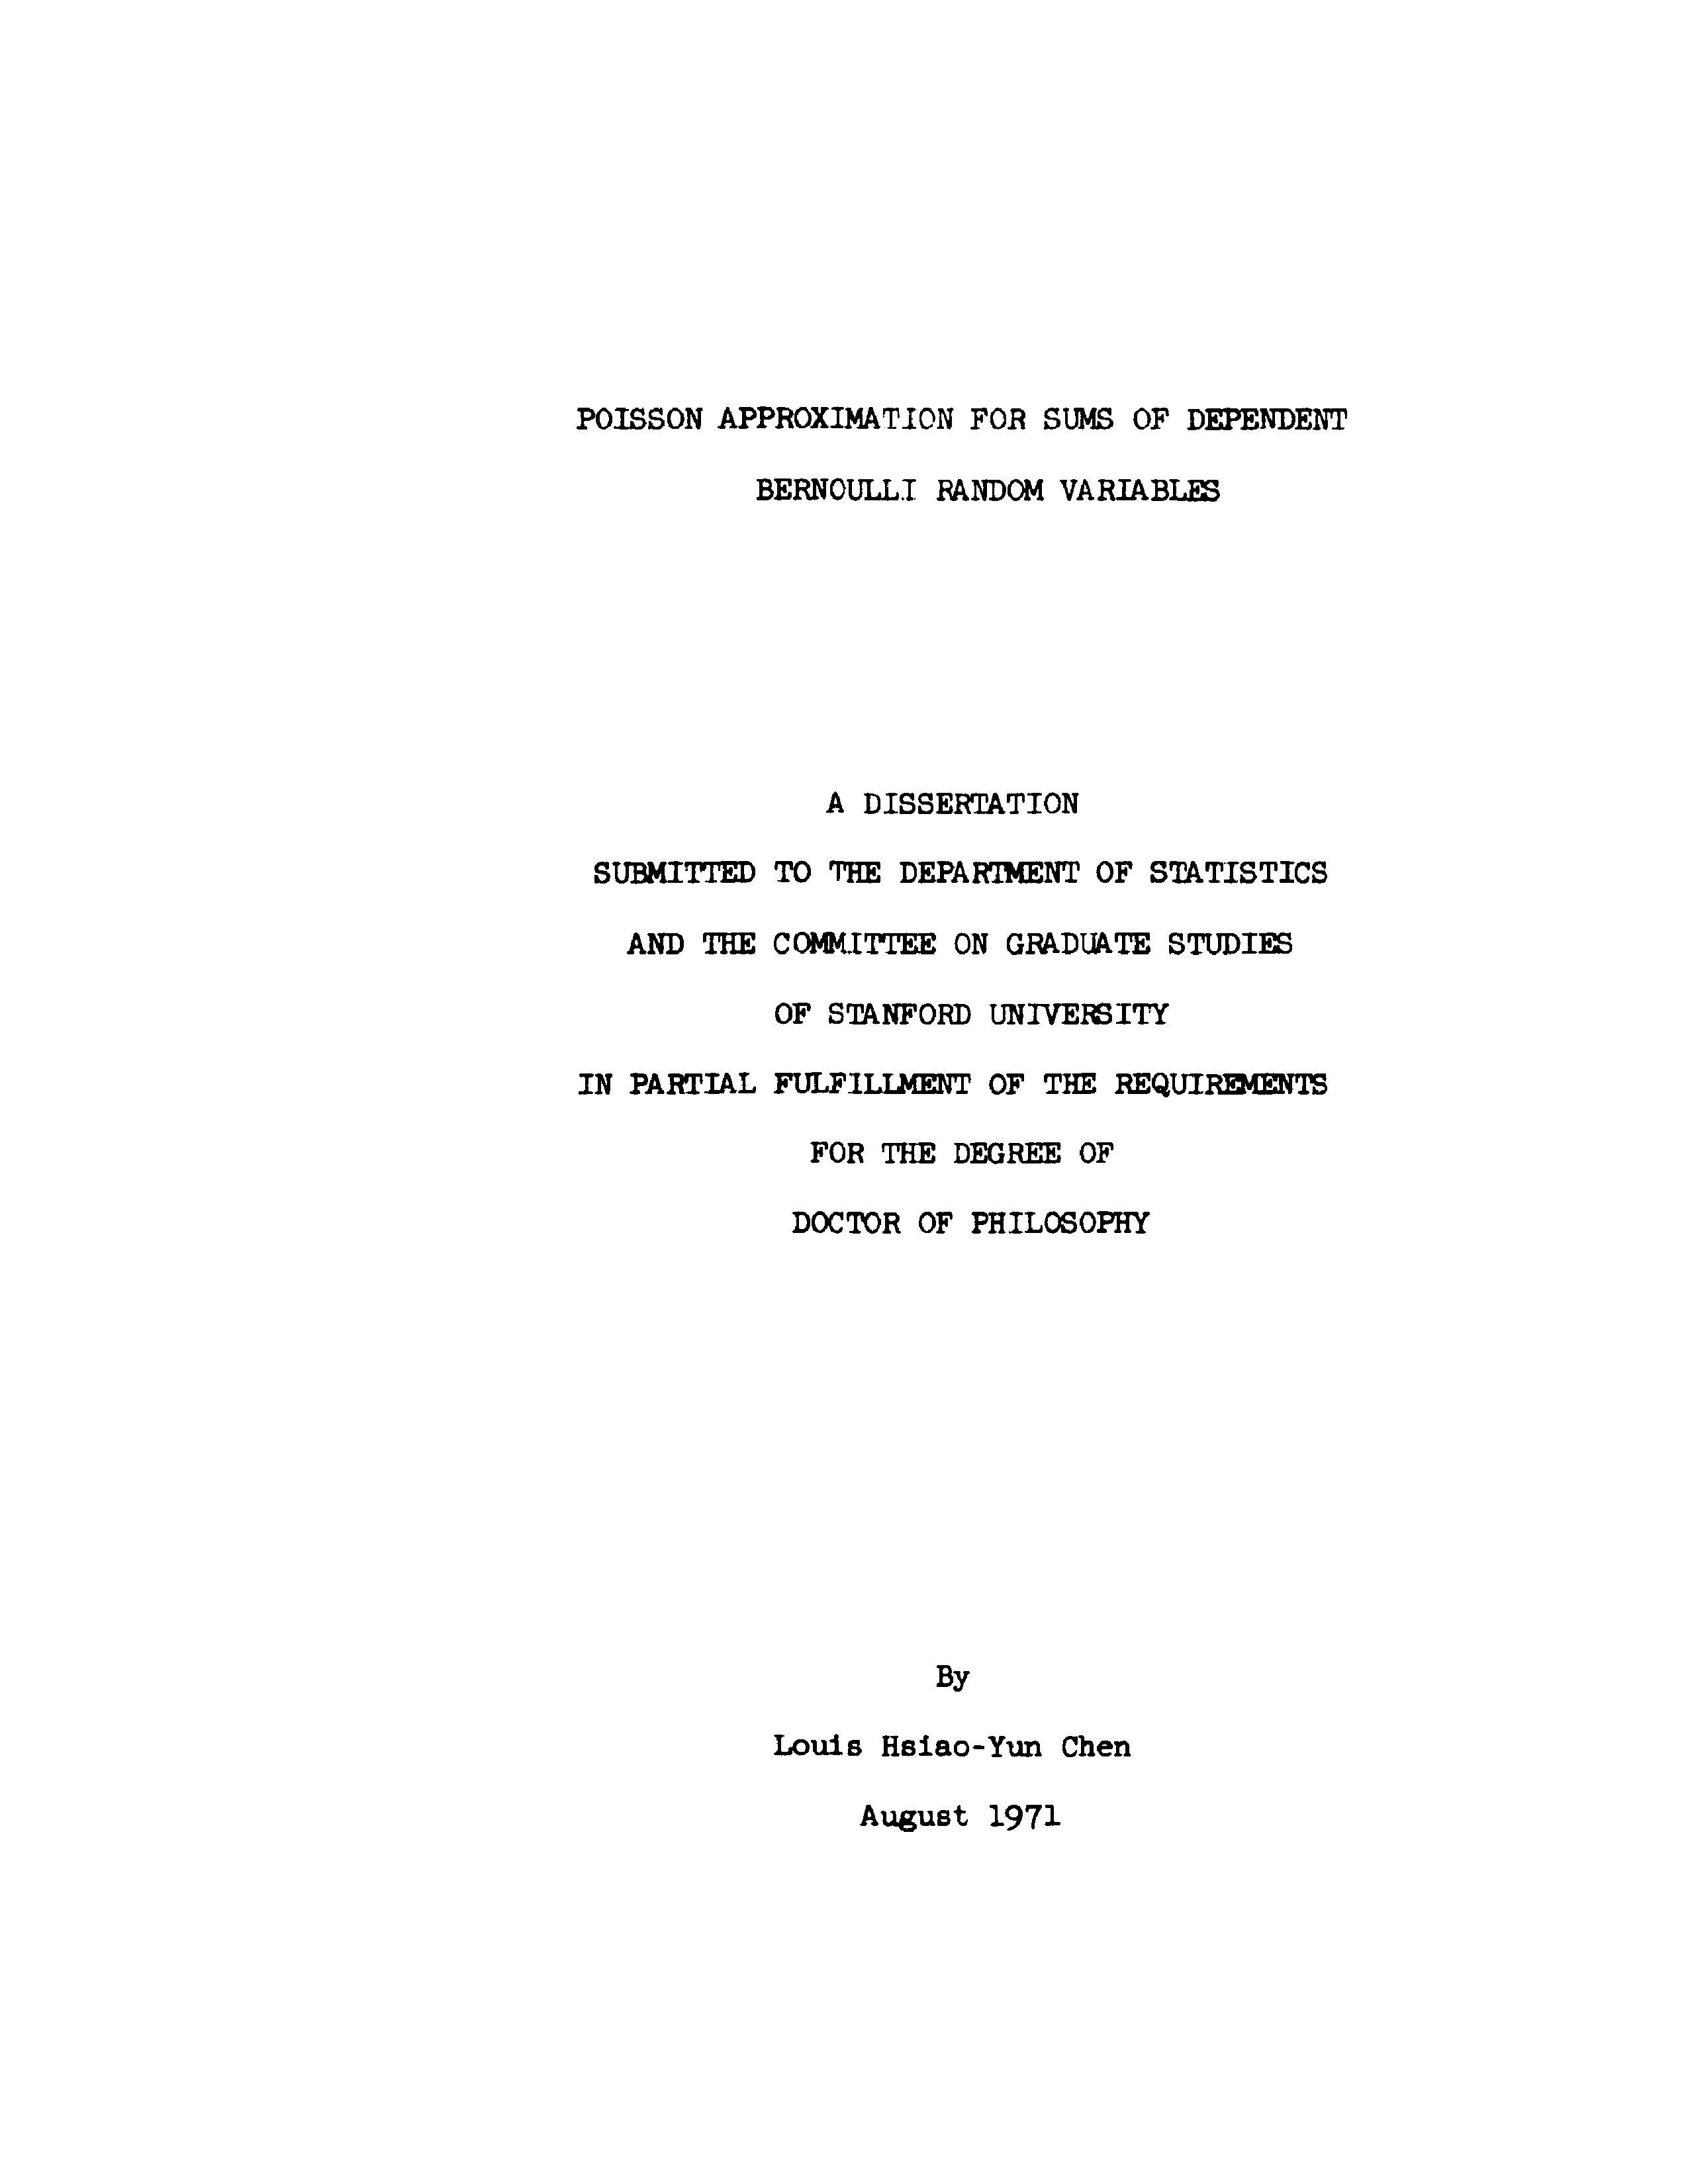 POISSON APPROXIMATION FOR SUMS OF DEPENDENT
BERNOULLI RANDOM VARIABLES
A DISSERTATION
SUBMITTED TO THE DEPARTMENT OF STATISTICS
AND THE COMMITTEE ON GRADUATE STUDIES
OF STANFORD UNIVERSITY
IN PARTIAL FULFILLMENT OF THE REQUIREMENTS
FOR THE DEGREE OF
DOCTOR OF PHILOSOPHY
By
Louis Hsiao-Yun Chen
August 1971